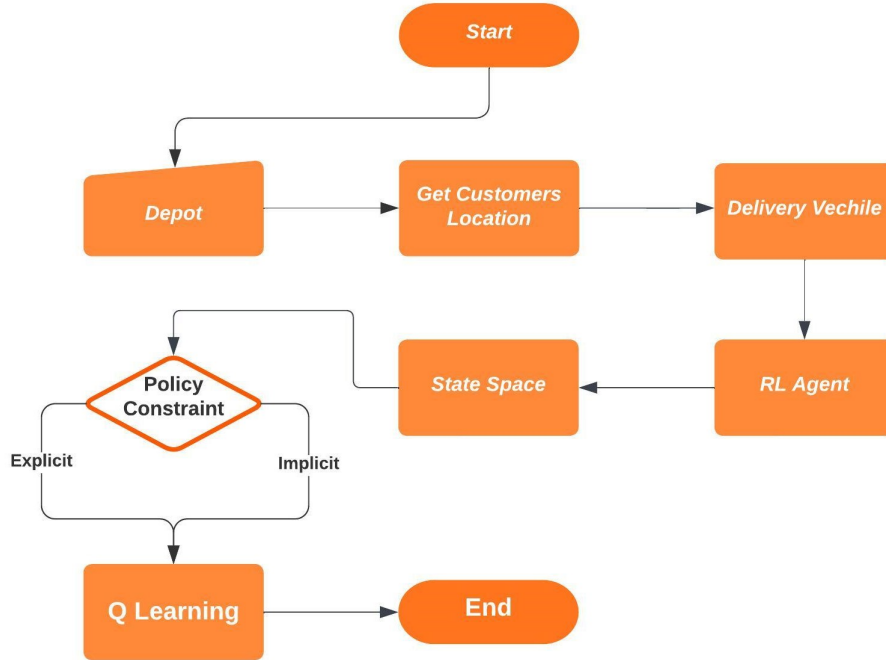 Start
Depot
Get Customers
Location
Delivery Vechile
RL Agent
State Space
Policy
Constraint
Explicit
Implicit
Q Learning
End